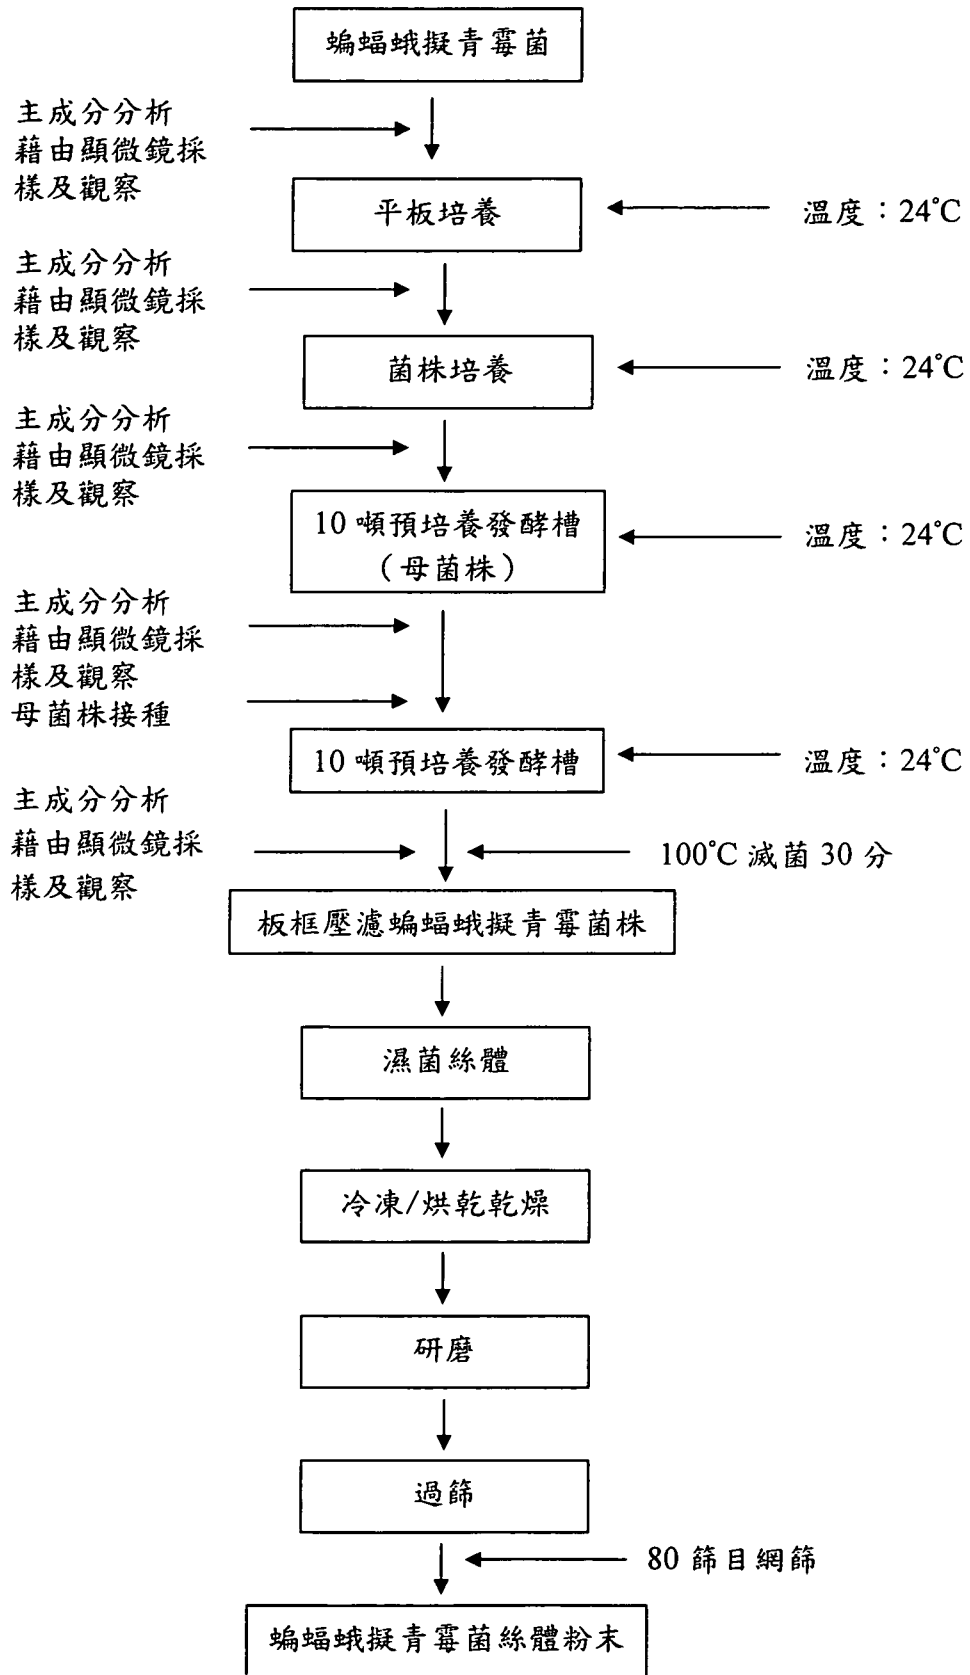 蝙蝠蛾擬青霉菌
主成分分析
藉由顯微鏡採
樣及觀察
平板培養
溫度：24°C
主成分分析
藉由顯微鏡採
樣及觀察
菌株培養
溫度：24°C
主成分分析
藉由顯微鏡採
樣及觀察
10 噸預培養發酵槽
（母菌株）
溫度：24°C
主成分分析
藉由顯微鏡採
樣及觀察
母菌株接種
10 噸預培養發酵槽
溫度：24°C
主成分分析
藉由顯微鏡採
樣及觀察
100°C 滅菌 30 分
板框壓濾蝙蝠蛾擬青霉菌株
濕菌絲體
冷凍/烘乾乾燥
研磨
過篩
80 篩目網篩
蝙蝠蛾擬青霉菌絲體粉末